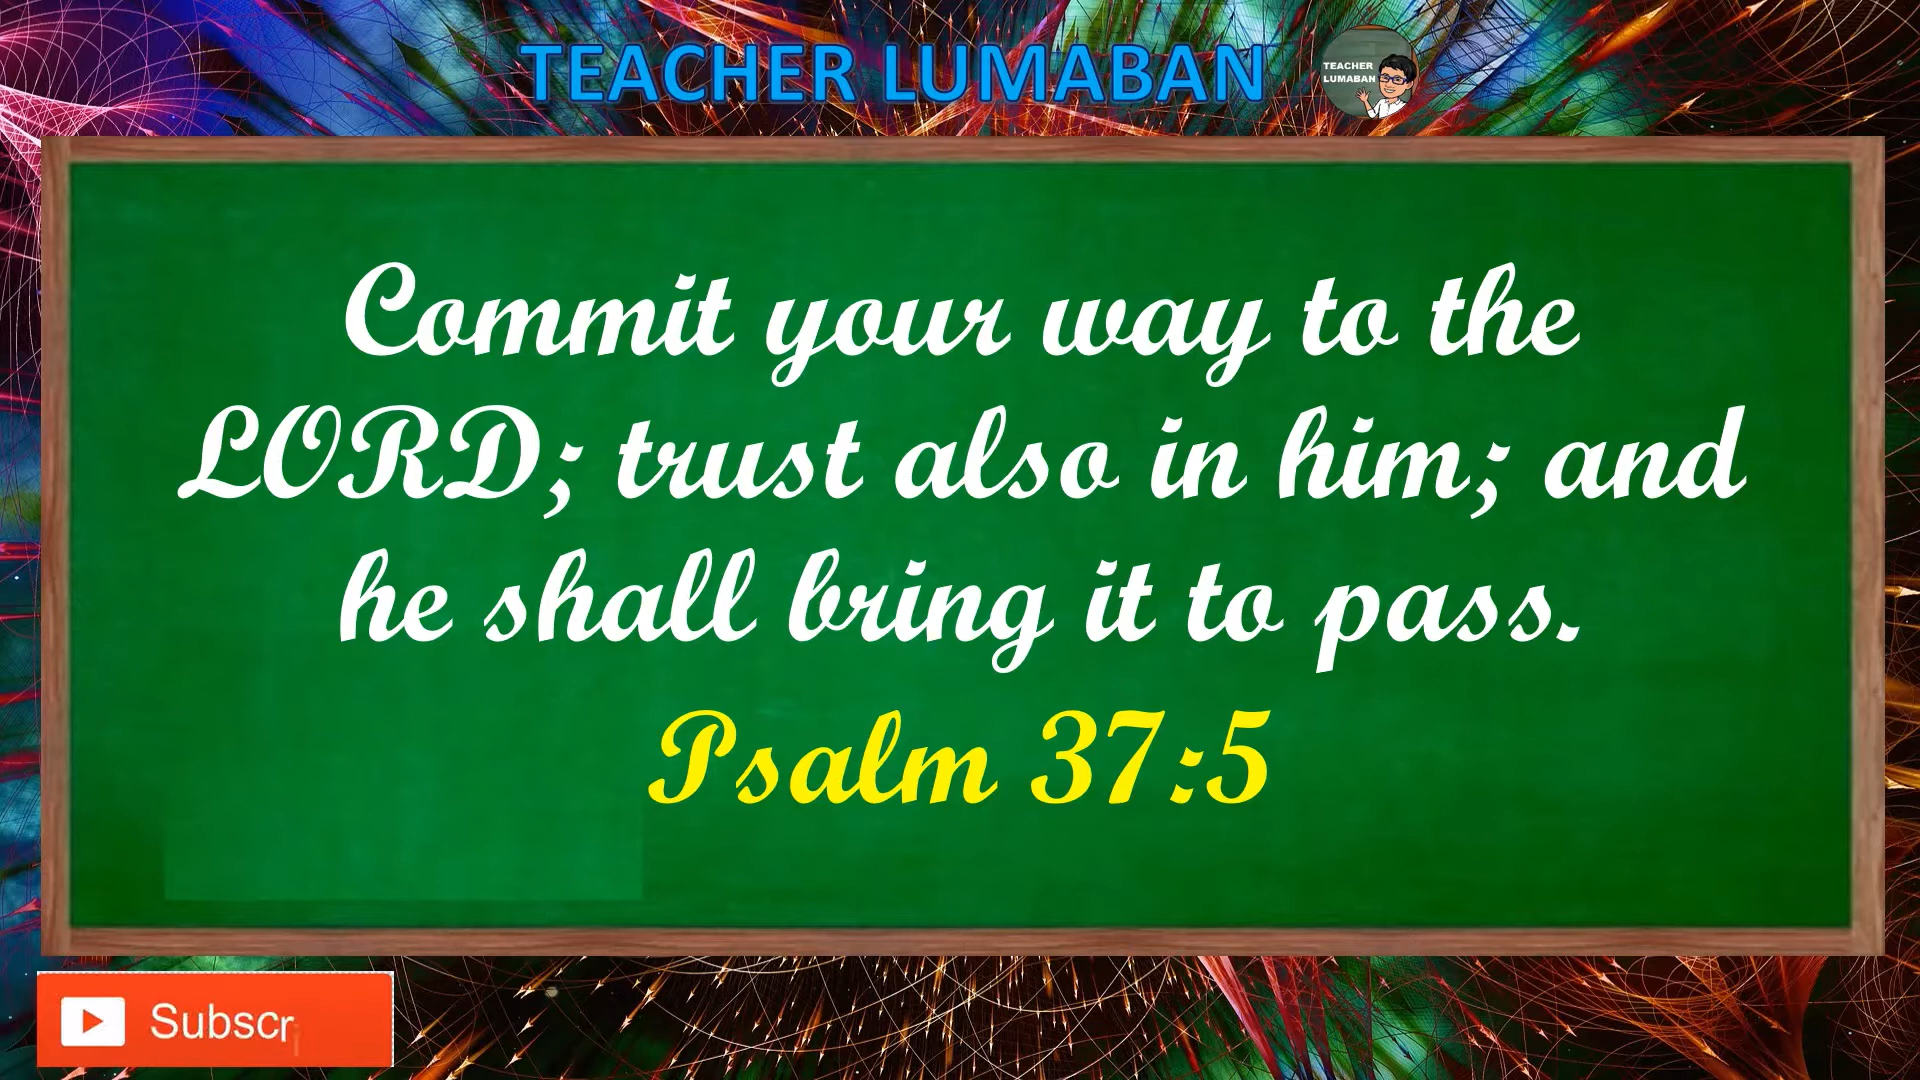 TEACHER LUMABAN
TEACHER
LUMABAN
Commit your way to the
LORD; trust also in him; and
he shall bring it to pass.
Psalm 37:5
Subscr